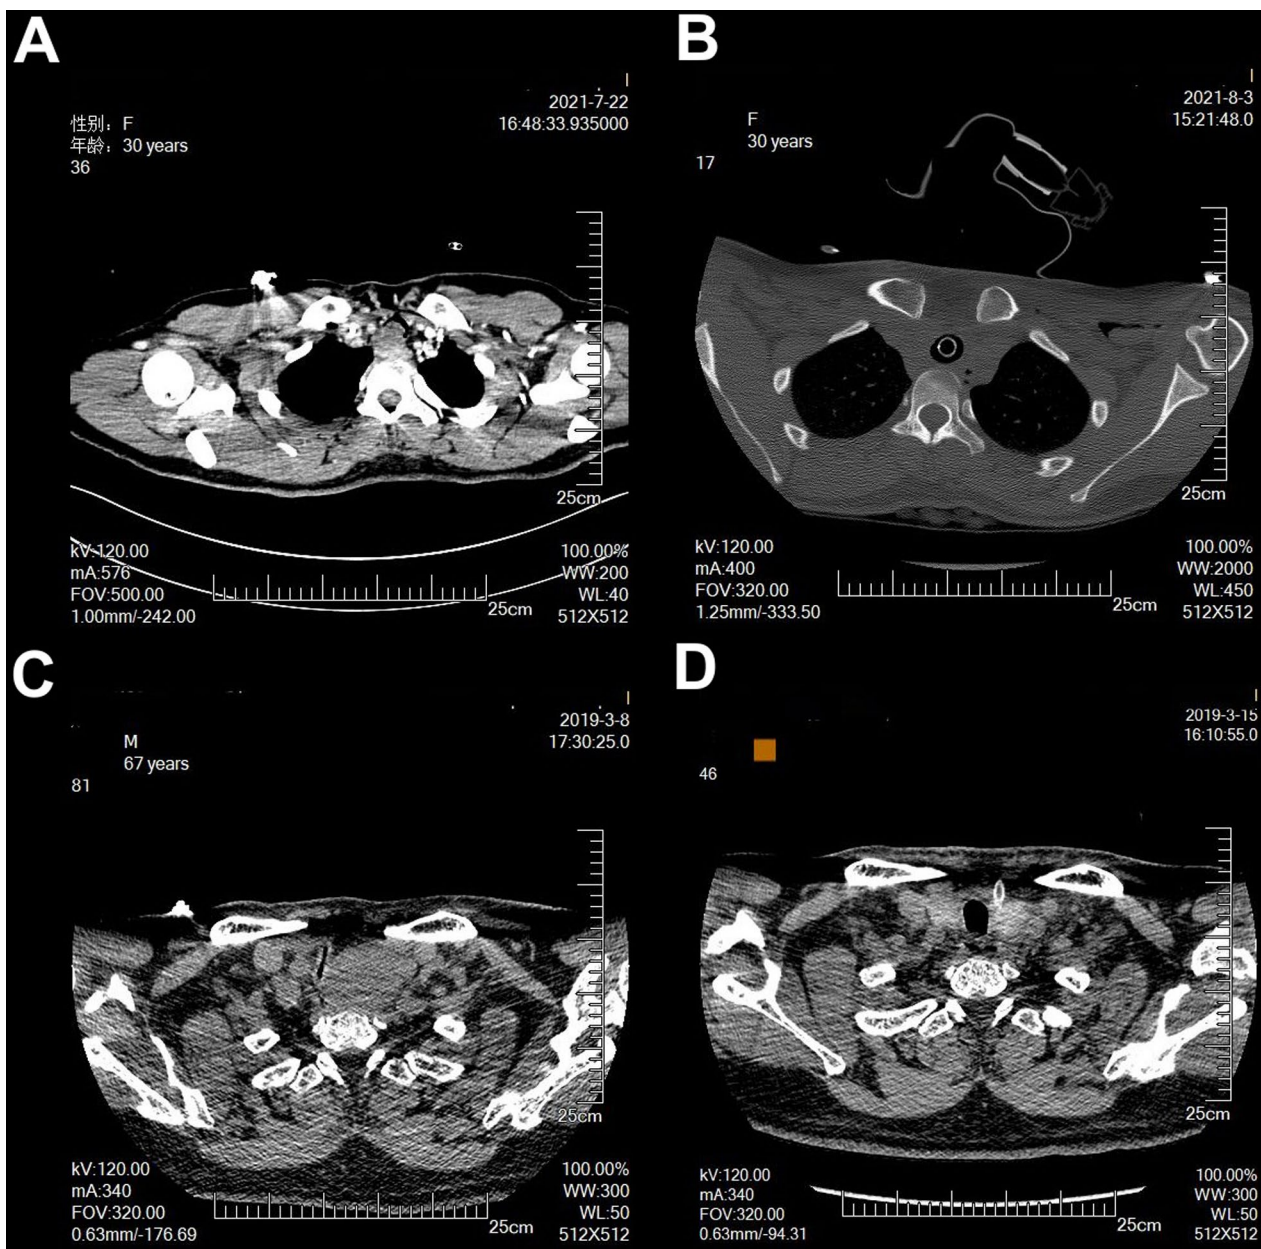 A
2021-7-22
16:48:33.935000
性别: F
年龄: 30 years
36
25cm
kV:120.00
mA:576
FOV:500.00
1.00mm/-242.00
100.00%
WW:200
WL:40
512X512
25cm
B
2021-8-3
15:21:48.0
F
30 years
17
25cm
kV:120.00
mA:400
FOV:320.00
1.25mm/-333.50
100.00%
WW:2000
WL:450
512X512
25cm
C
2019-3-8
17:30:25.0
M
67 years
81
25cm
kV:120.00
mA:340
FOV:320.00
0.63mm/-176.69
100.00%
WW:300
WL:50
512X512
25cm
D
2019-3-15
16:10:55.0
46
25cm
kV:120.00
mA:340
FOV:320.00
0.63mm/-94.31
100.00%
WW:300
WL:50
512X512
25cm